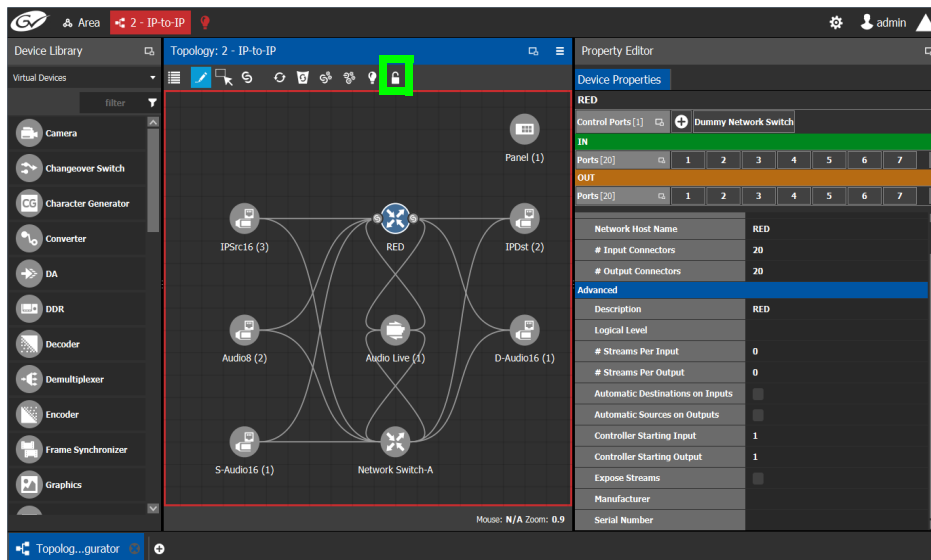 GV Area 2 - IP-to-IP admin
Device Library
Virtual Devices
filter
Camera
Changeover Switch
CG Character Generator
Converter
DA
DDR
Decoder
Demultiplexer
Encoder
Frame Synchronizer
Graphics
Topology: 2 - IP-to-IP
Panel (1)
IPSrc16 (3) RED IPDst (2)
Audio8 (2) Audio Live (1) D-Audio16 (1)
S-Audio16 (1) Network Switch-A
Mouse: N/A Zoom: 0.9
Property Editor
Device Properties
RED
Control Ports [1] Dummy Network Switch
IN
Ports [20] 1 2 3 4 5 6 7
OUT
Ports [20] 1 2 3 4 5 6 7
Network Host Name RED
# Input Connectors 20
# Output Connectors 20
Advanced
Description RED
Logical Level
# Streams Per Input 0
# Streams Per Output 0
Automatic Destinations on Inputs
Automatic Sources on Outputs
Controller Starting Input 1
Controller Starting Output 1
Expose Streams
Manufacturer
Serial Number
Topolog...gurator